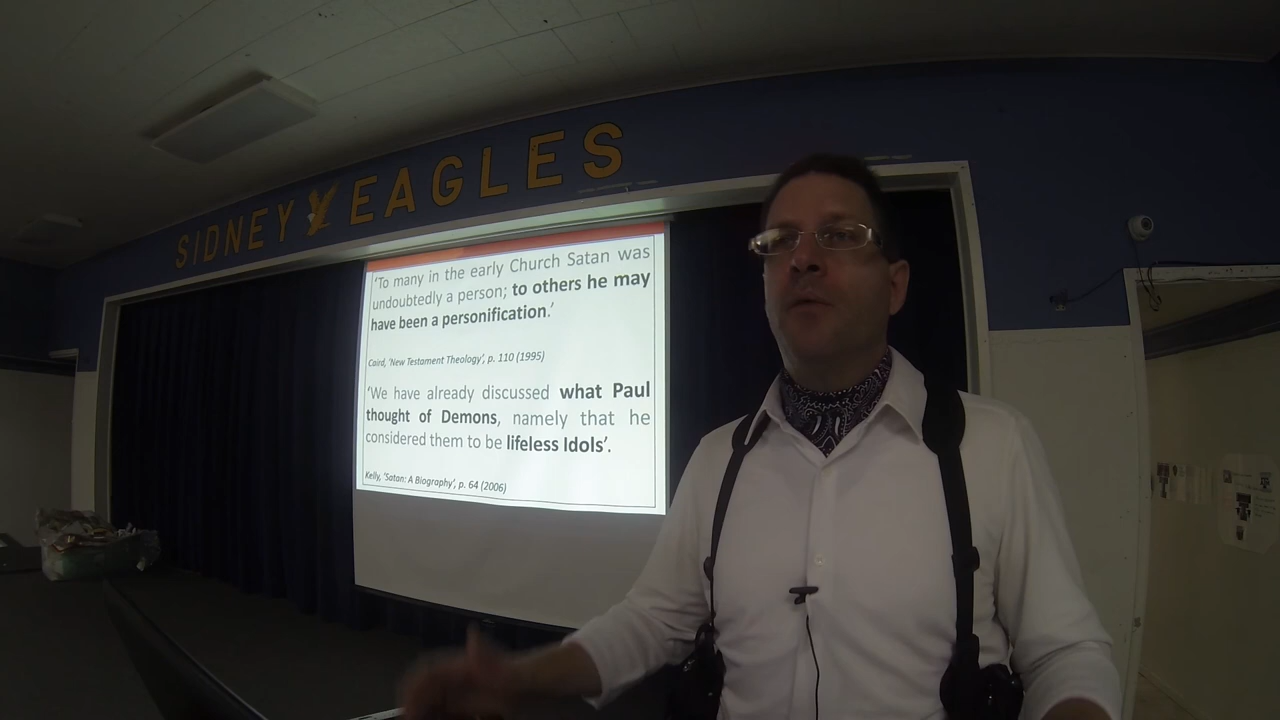 SIDNEY EAGLES
'To many in the early Church Satan was
undoubtedly a person; to others he may
have been a personification.'
Caird, 'New Testament Theology', p. 110 (1995)
'We have already discussed what Paul
thought of Demons, namely that he
considered them to be lifeless Idols'.
Kelly, 'Satan: A Biography', p. 64 (2006)